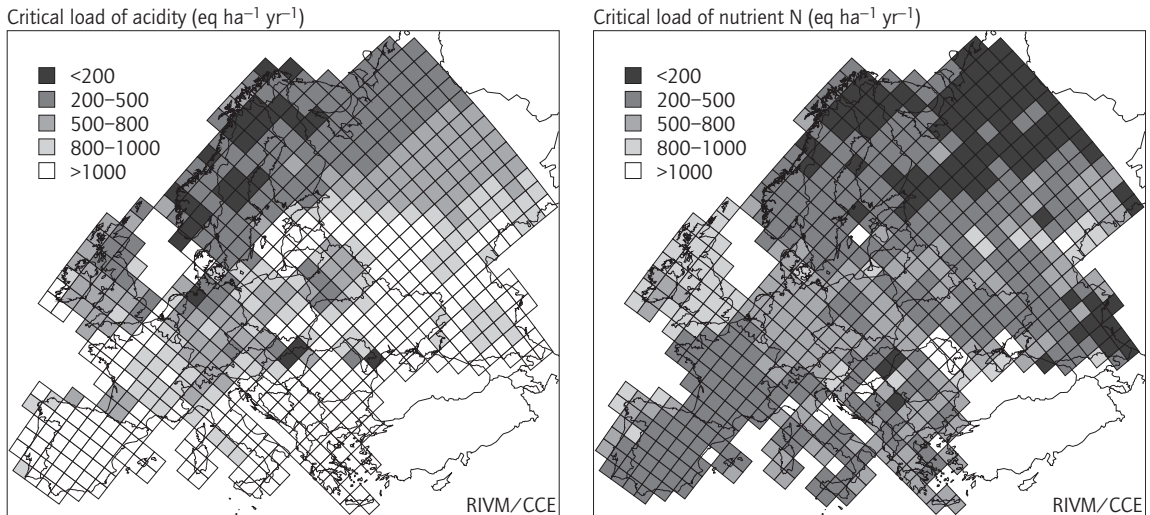 Critical load of acidity (eq ha⁻¹ yr⁻¹)
<200
200–500
500–800
800–1000
>1000
RIVM/CCE
Critical load of nutrient N (eq ha⁻¹ yr⁻¹)
<200
200–500
500–800
800–1000
>1000
RIVM/CCE